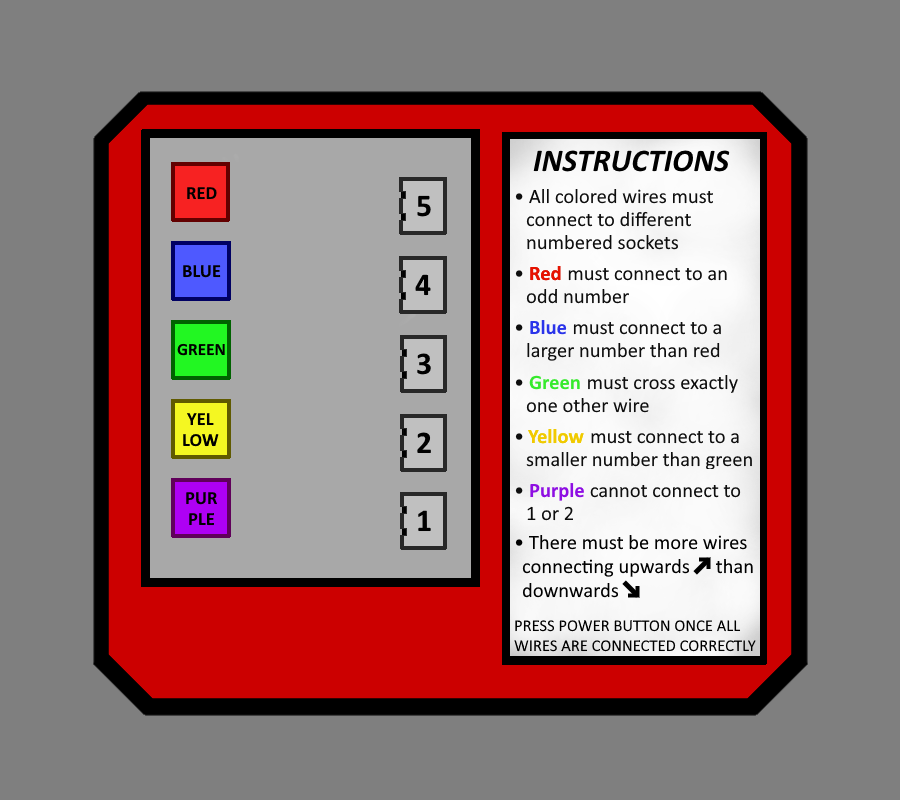 RED
BLUE
GREEN
YEL
LOW
PUR
PLE
5
4
3
2
1
INSTRUCTIONS
• All colored wires must
connect to different
numbered sockets
• Red must connect to an
odd number
• Blue must connect to a
larger number than red
• Green must cross exactly
one other wire
• Yellow must connect to a
smaller number than green
• Purple cannot connect to
1 or 2
• There must be more wires
connecting upwards ↗ than
downwards ↘
PRESS POWER BUTTON ONCE ALL
WIRES ARE CONNECTED CORRECTLY